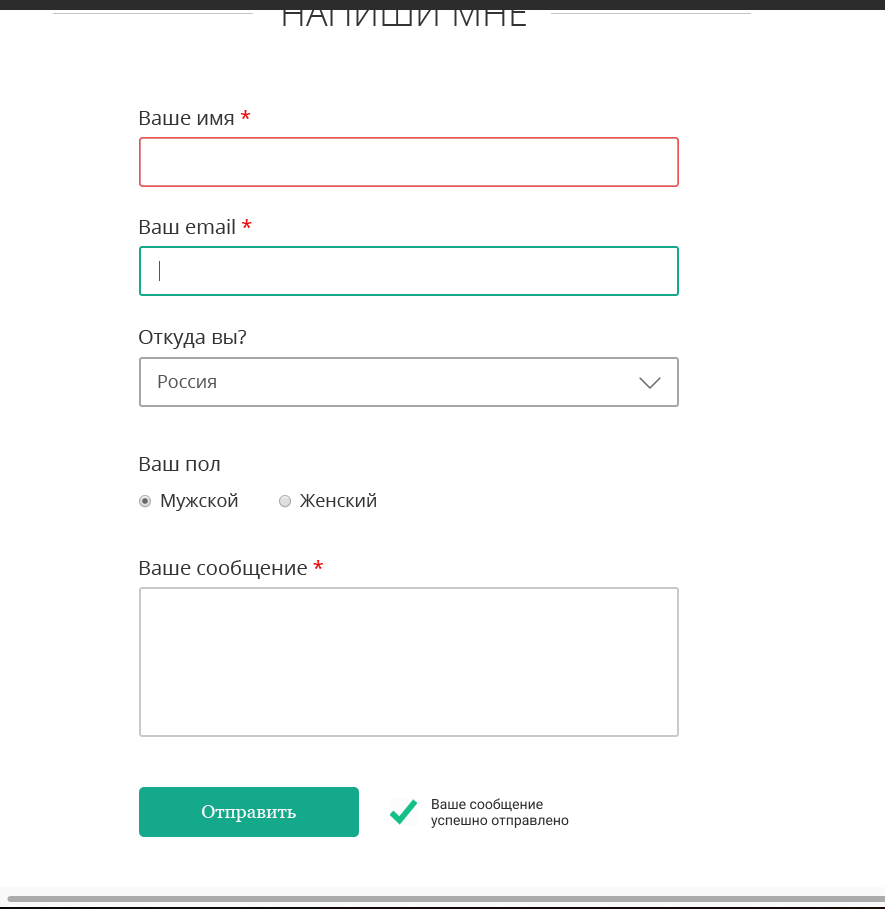 НАПИШИ МНЕ
Ваше имя *
Ваш email *
Откуда вы?
Россия
Ваш пол
Мужской Женский
Ваше сообщение *
Отправить
Ваше сообщение
успешно отправлено